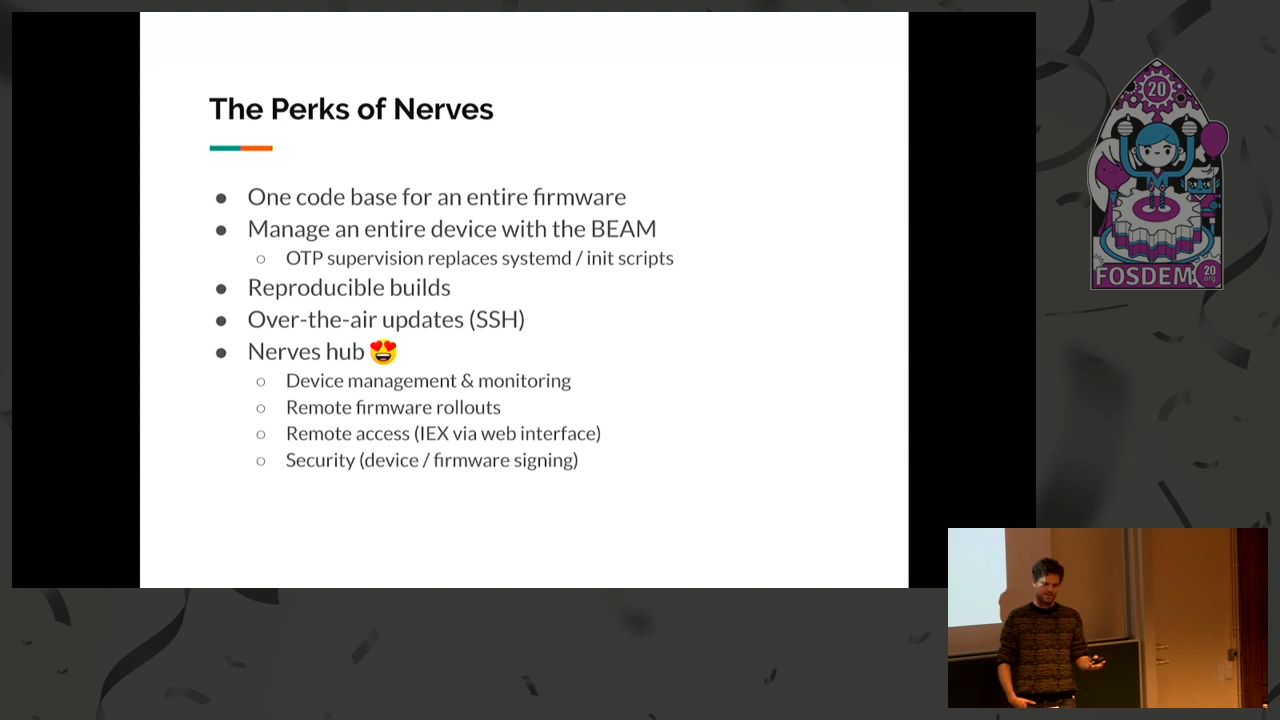 The Perks of Nerves
● One code base for an entire firmware
● Manage an entire device with the BEAM
○ OTP supervision replaces systemd / init scripts
● Reproducible builds
● Over-the-air updates (SSH)
● Nerves hub 😍
○ Device management & monitoring
○ Remote firmware rollouts
○ Remote access (IEX via web interface)
○ Security (device / firmware signing)
20
FOSDEM 20
.org